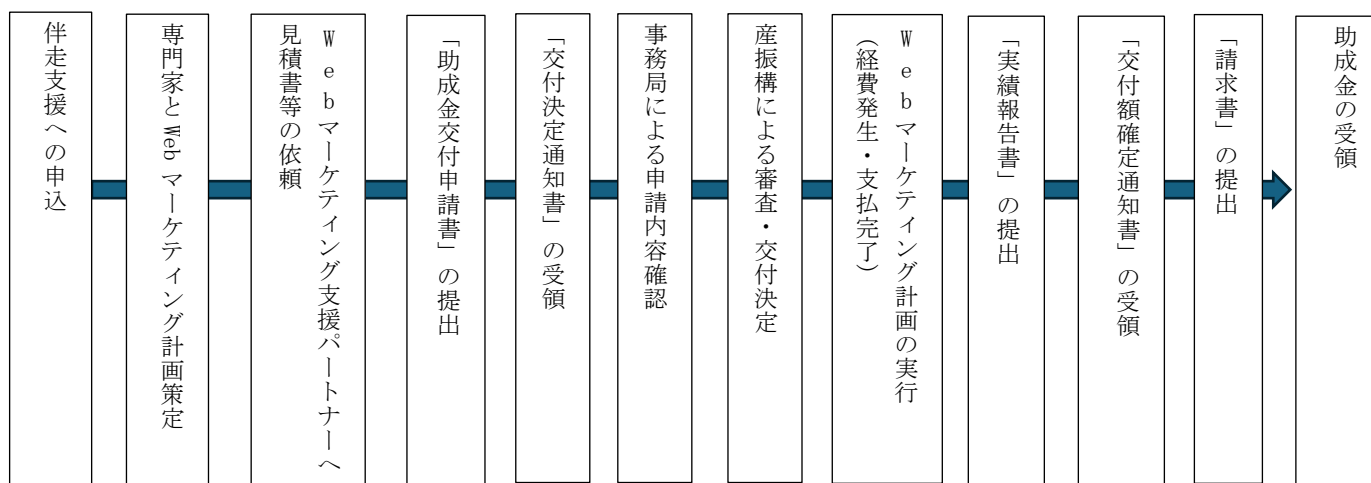 伴走支援への申込
専門家とWebマーケティング計画策定
Webマーケティング支援パートナーへ
見積書等の依頼
「助成金交付申請書」の提出
「交付決定通知書」の受領
事務局による申請内容確認
産振構による審査・交付決定
Webマーケティング計画の実行
(経費発生・支払完了)
「実績報告書」の提出
「交付額確定通知書」の受領
「請求書」の提出
助成金の受領